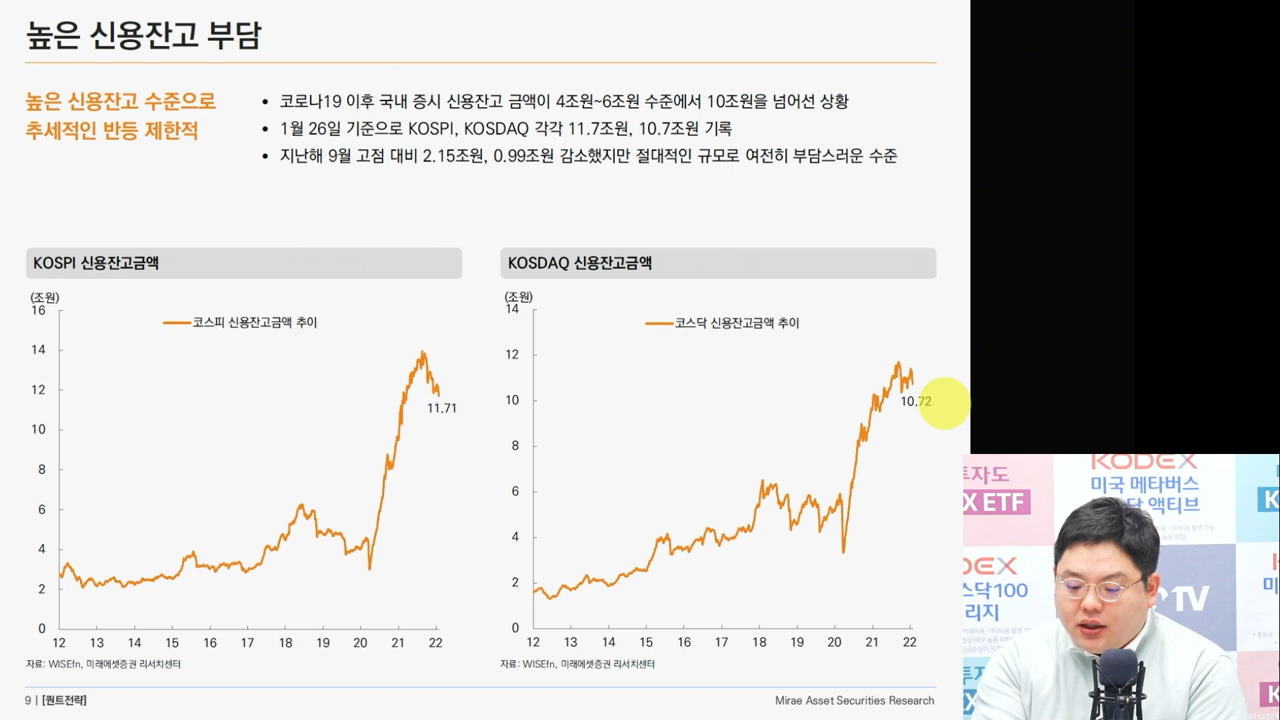 높은 신용잔고 부담
높은 신용잔고 수준으로
추세적인 반등 제한적
• 코로나19 이후 국내 증시 신용잔고 금액이 4조원~6조원 수준에서 10조원을 넘어선 상황
• 1월 26일 기준으로 KOSPI, KOSDAQ 각각 11.7조원, 10.7조원 기록
• 지난해 9월 고점 대비 2.15조원, 0.99조원 감소했지만 절대적인 규모로 여전히 부담스러운 수준
KOSPI 신용잔고금액
(조원)
16
14
12
10
8
6
4
2
0
코스피 신용잔고금액 추이
11.71
12 13 14 15 16 17 18 19 20 21 22
자료: WISEfn, 미래에셋증권 리서치센터
KOSDAQ 신용잔고금액
(조원)
14
12
10
8
6
4
2
0
코스닥 신용잔고금액 추이
10.72
12 13 14 15 16 17 18 19 20 21 22
자료: WISEfn, 미래에셋증권 리서치센터
9 | [퀀트전략]
Mirae Asset Securities Research
투자도
X ETF
KODEX
미국 메타버스
액티브
DEX
스닥100
리지
TV